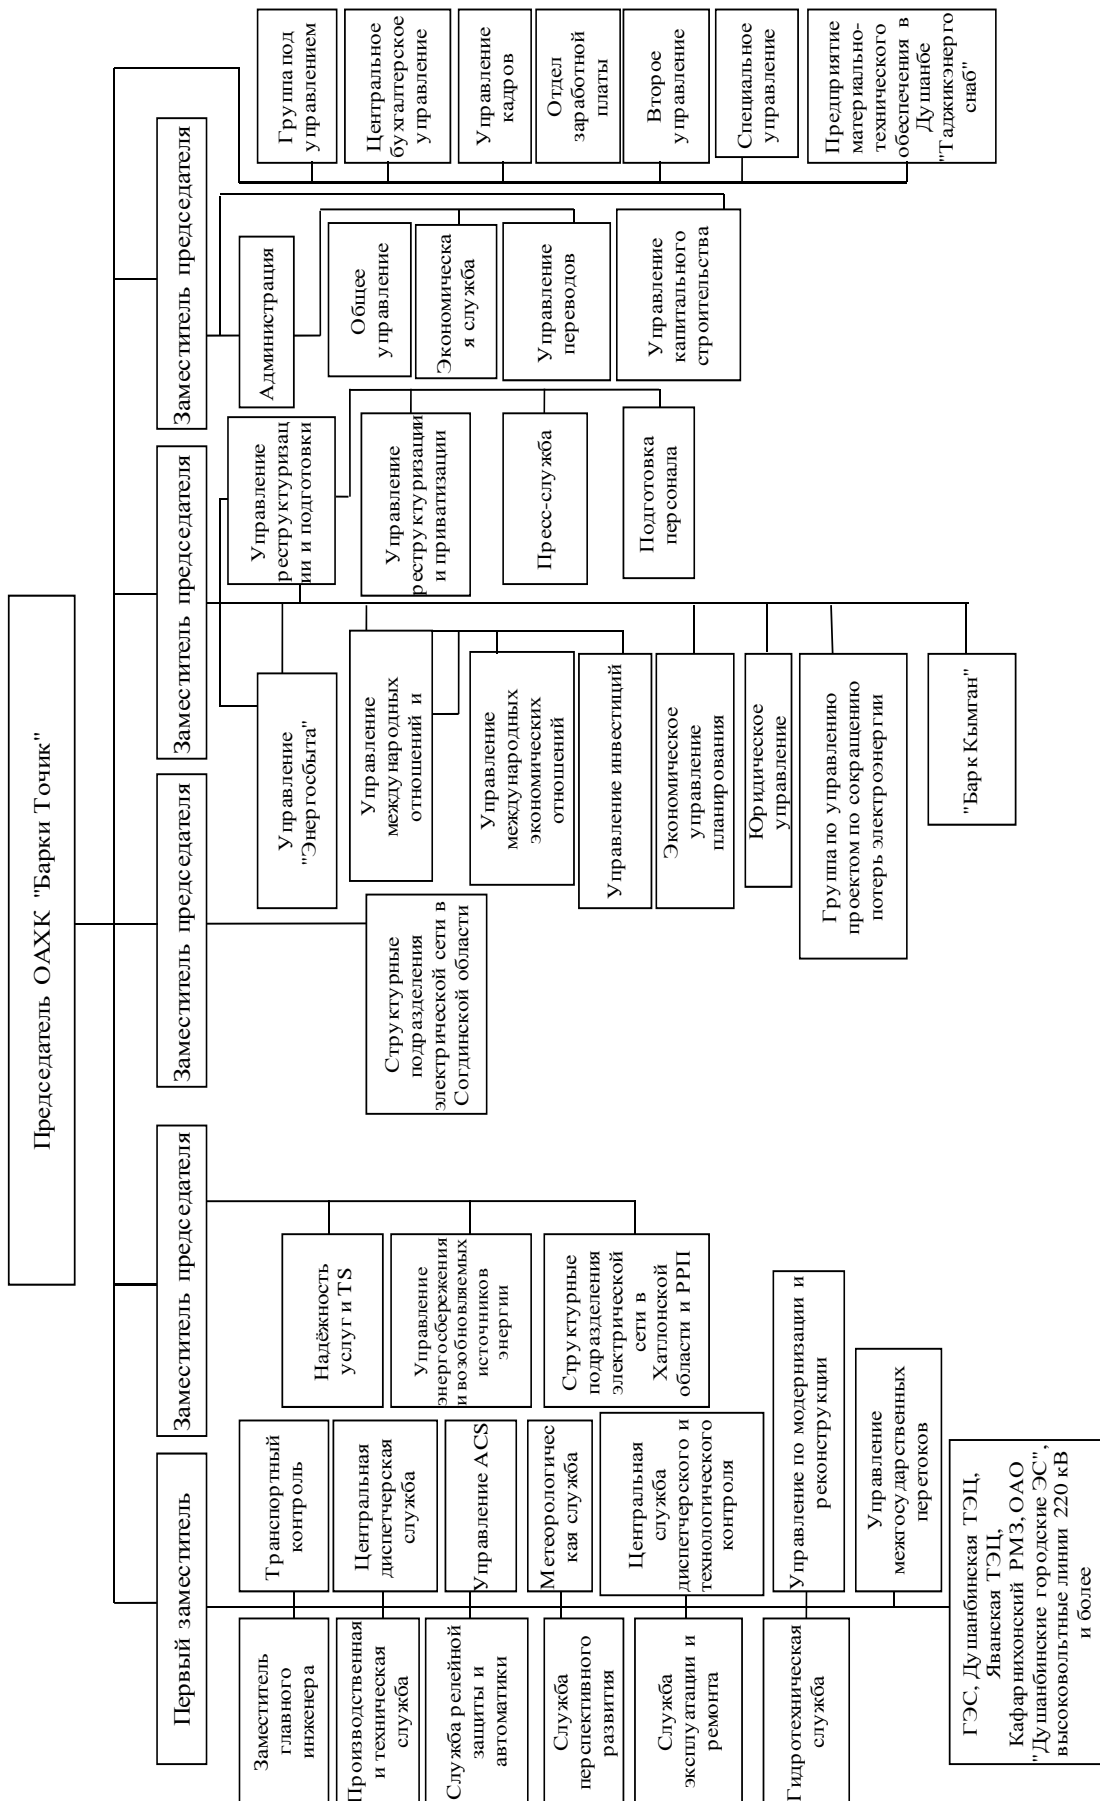 Председатель ОАХК "Барки Точик"
Первый заместитель
Заместитель председателя
Заместитель председателя
Заместитель председателя
Заместитель председателя
Заместитель
главного
инженера
Производственная
и техническая
служба
Служба релейной
защиты и
автоматики
Служба
перспективного
развития
Служба
эксплуатации и
ремонта
Гидротехническая
служба
Транспортный
контроль
Центральная
диспетчерская
служба
Управление ACS
Метеорологичес
кая служба
Центральная
служба
диспетчерского и
технологического
контроля
Управление по модернизации и
реконструкции
Управление
межгосударственных
перетоков
ГЭС, Душанбинская ТЭЦ,
Яванская ТЭЦ,
Кафарнихонский РМЗ, ОАО
"Душанбинские городские ЭС",
высоковольтные линии 220 кВ
и более
Надёжность
услуг и TS
Управление
энергосбережения
и возобновляемых
источников
энергии
Структурные
подразделения
электрической
сети в
Хатлонской
области и РРП
Структурные
подразделения
электрической сети в
Согдинской области
Управление
"Энергосбыта"
Управление
международных
отношений и
Управление
международных
экономических
отношений
Управление инвестиций
Экономическое
управление
планирования
Юридическое
управление
Группа по управлению
проектом по сокращению
потерь электроэнергии
"Барк Кымган"
Управление
реструктуризац
ии и подготовки
Управление
реструктуризации
и приватизации
Пресс-служба
Подготовка
персонала
Администрация
Общее
управление
Экономическа
я служба
Управление
переводов
Управление
капитального
строительства
Группа под
управлением
Центральное
бухгалтерское
управление
Управление
кадров
Отдел
заработной
платы
Второе
управление
Специальное
управление
Предприятие
материально-
технического
обеспечения в
Душанбе
"Таджикэнерго
снаб"